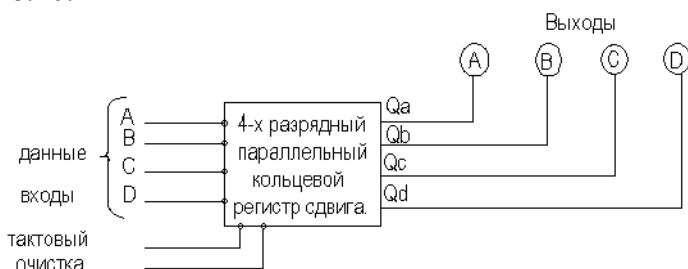 Выходы
A B C D
A
B
C
D
данные
входы
тактовый
очистка
4-х разрядный
параллельный
кольцевой
регистр сдвига.
Qa
Qb
Qc
Qd